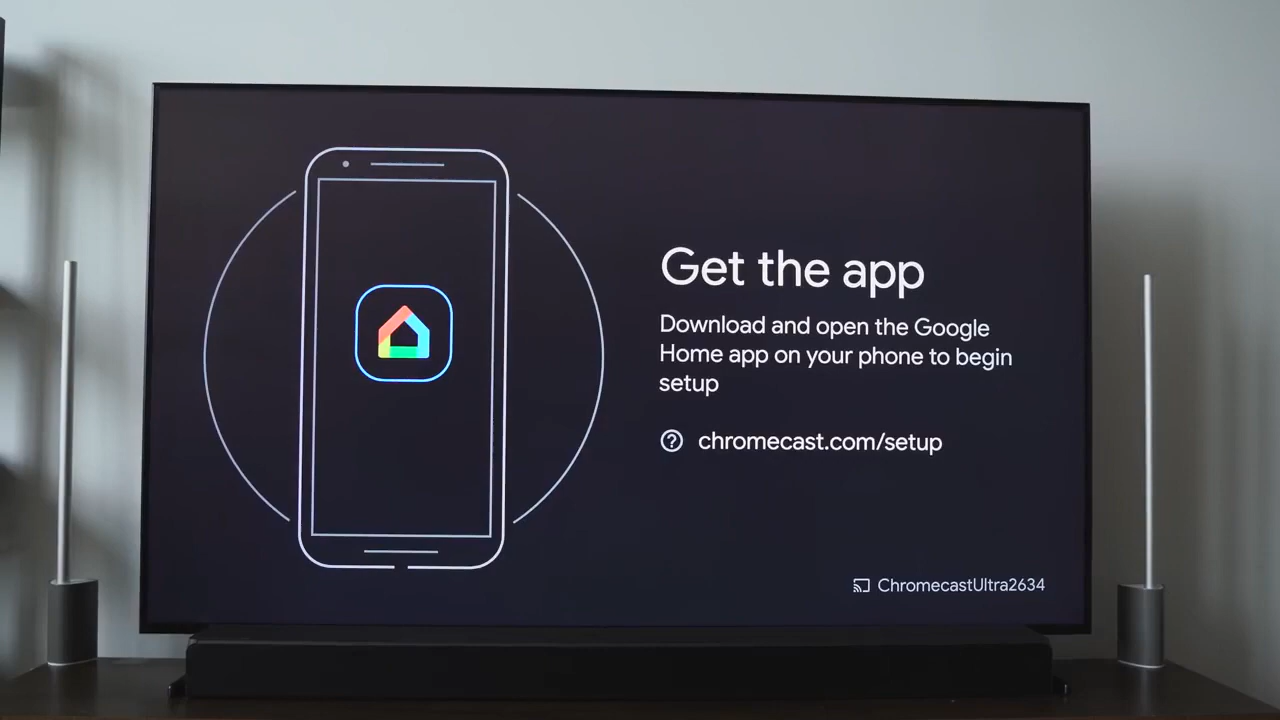 Get the app
Download and open the Google
Home app on your phone to begin
setup
chromecast.com/setup
ChromecastUltra2634